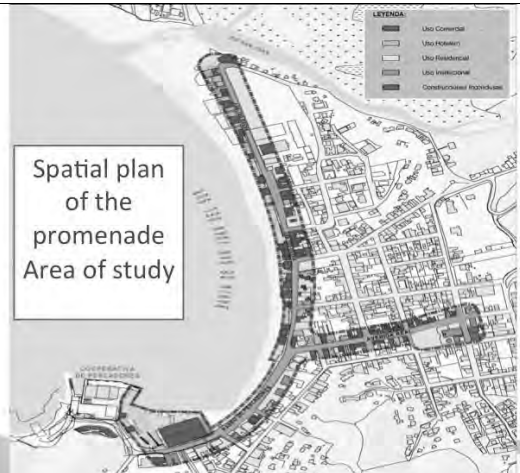 LEYENDA:
Uso Comercial
Uso Hotelero
Uso Residencial
Uso Institucional
Construcciones Inconclusas
Spatial plan
of the
promenade
Area of study
COOPERATIVA
DE PESCADORES